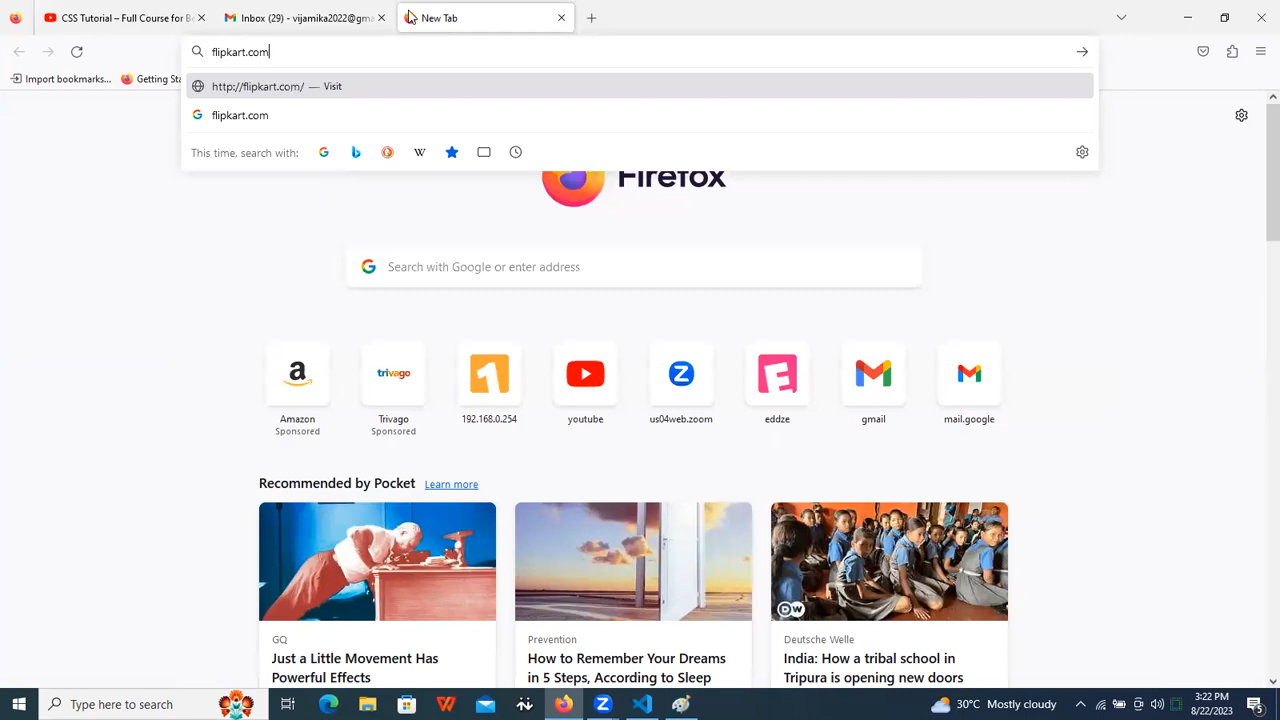 CSS Tutorial – Full Course for Be
Inbox (29) - vijamika2022@gma
New Tab
flipkart.com
Import bookmarks...
Getting Sta
http://flipkart.com/ — Visit
flipkart.com
This time, search with:
Firefox
Search with Google or enter address
Amazon
Sponsored
Trivago
Sponsored
192.168.0.254
youtube
us04web.zoom
eddze
gmail
mail.google
trivago
Recommended by Pocket Learn more
DW
GQ
Just a Little Movement Has
Powerful Effects
Prevention
How to Remember Your Dreams
in 5 Steps, According to Sleep
Deutsche Welle
India: How a tribal school in
Tripura is opening new doors
Type here to search
30°C Mostly cloudy
3:22 PM
8/22/2023
5